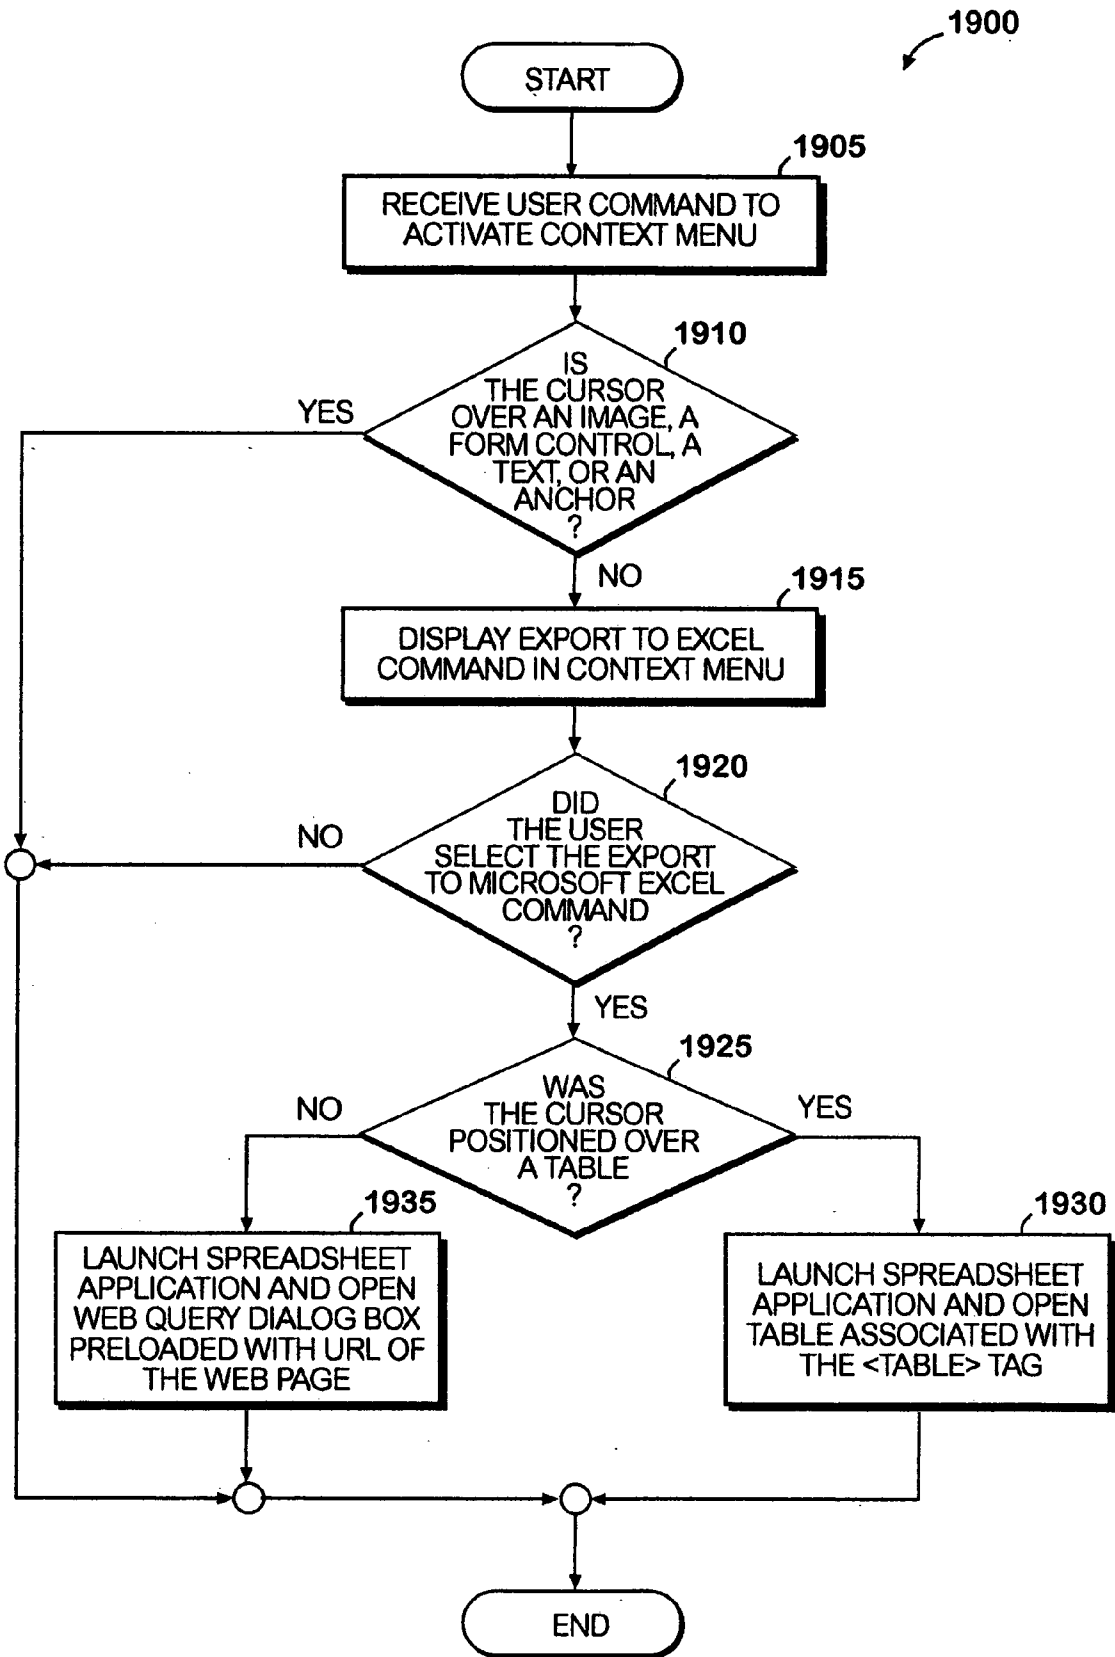 1900
START
1905
RECEIVE USER COMMAND TO
ACTIVATE CONTEXT MENU
1910
IS
THE CURSOR
OVER AN IMAGE, A
FORM CONTROL, A
TEXT, OR AN
ANCHOR
?
YES
NO
1915
DISPLAY EXPORT TO EXCEL
COMMAND IN CONTEXT MENU
1920
DID
THE USER
SELECT THE EXPORT
TO MICROSOFT EXCEL
COMMAND
?
NO
YES
1925
WAS
THE CURSOR
POSITIONED OVER
A TABLE
?
NO
YES
1935
LAUNCH SPREADSHEET
APPLICATION AND OPEN
WEB QUERY DIALOG BOX
PRELOADED WITH URL OF
THE WEB PAGE
1930
LAUNCH SPREADSHEET
APPLICATION AND OPEN
TABLE ASSOCIATED WITH
THE <TABLE> TAG
END